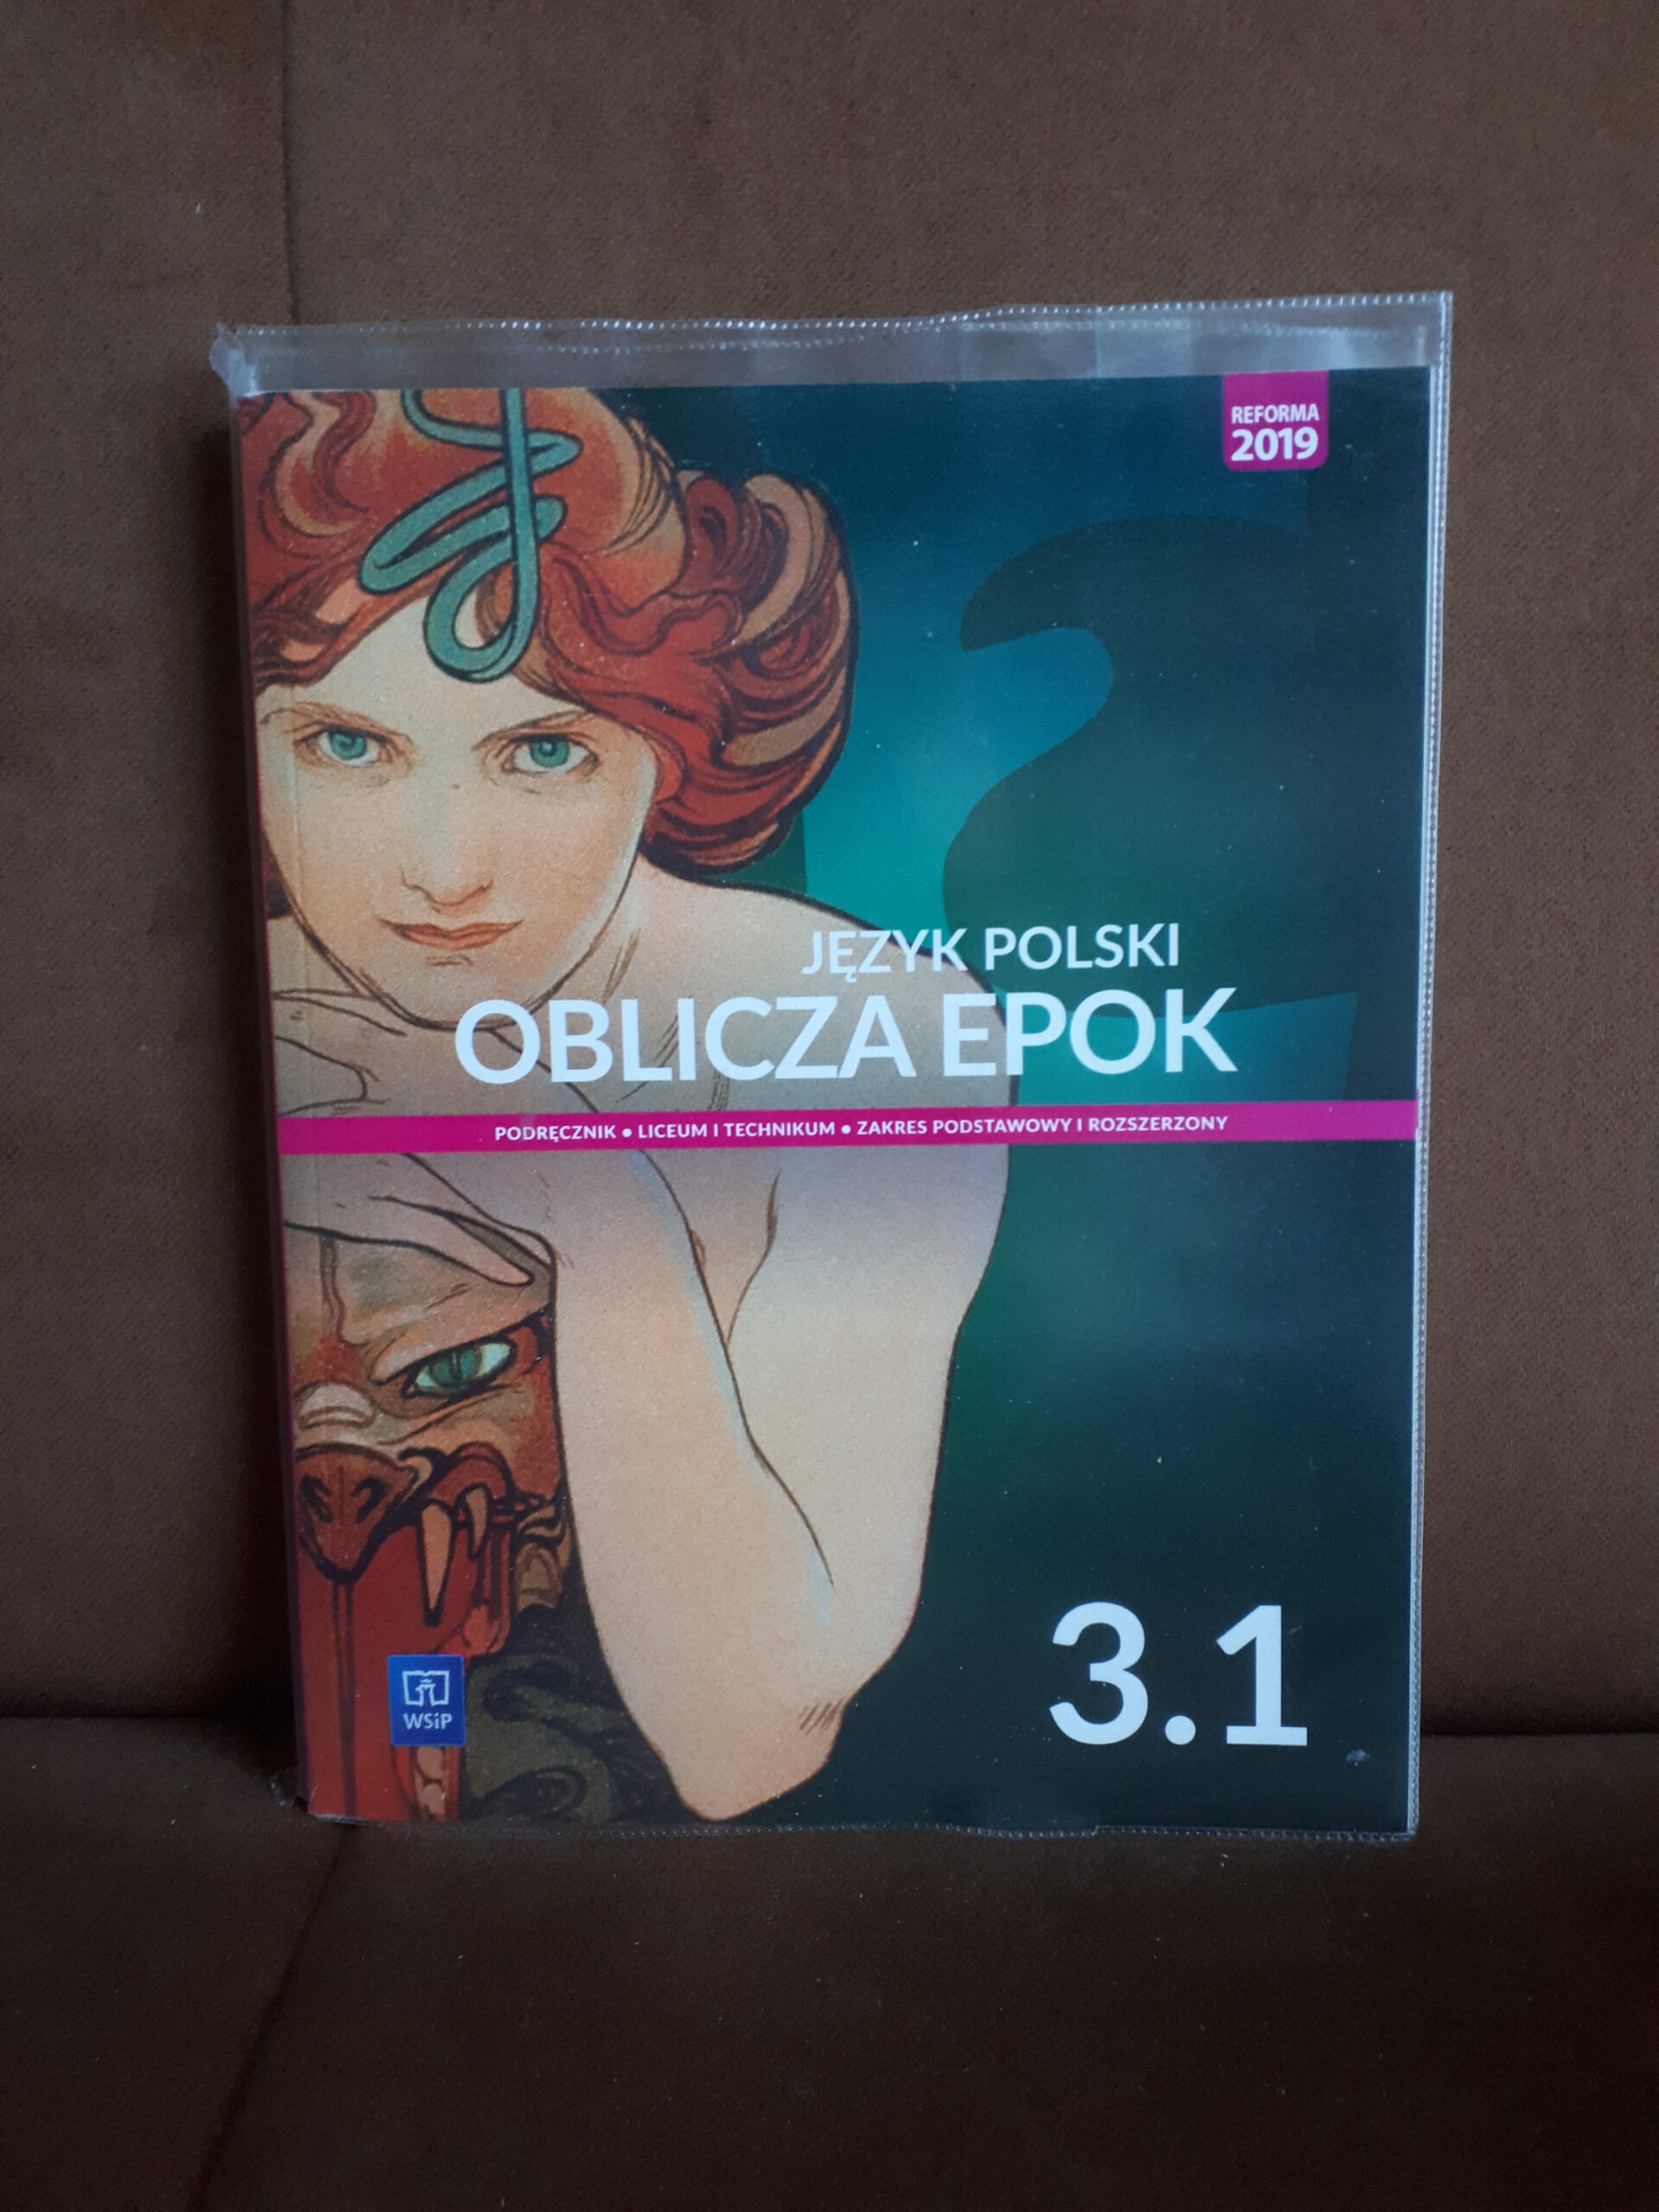 REFORMA
2019
JĘZYK POLSKI
OBLICZA EPOK
PODRĘCZNIK • LICEUM I TECHNIKUM • ZAKRES PODSTAWOWY I ROZSZERZONY
3.1
WSiP